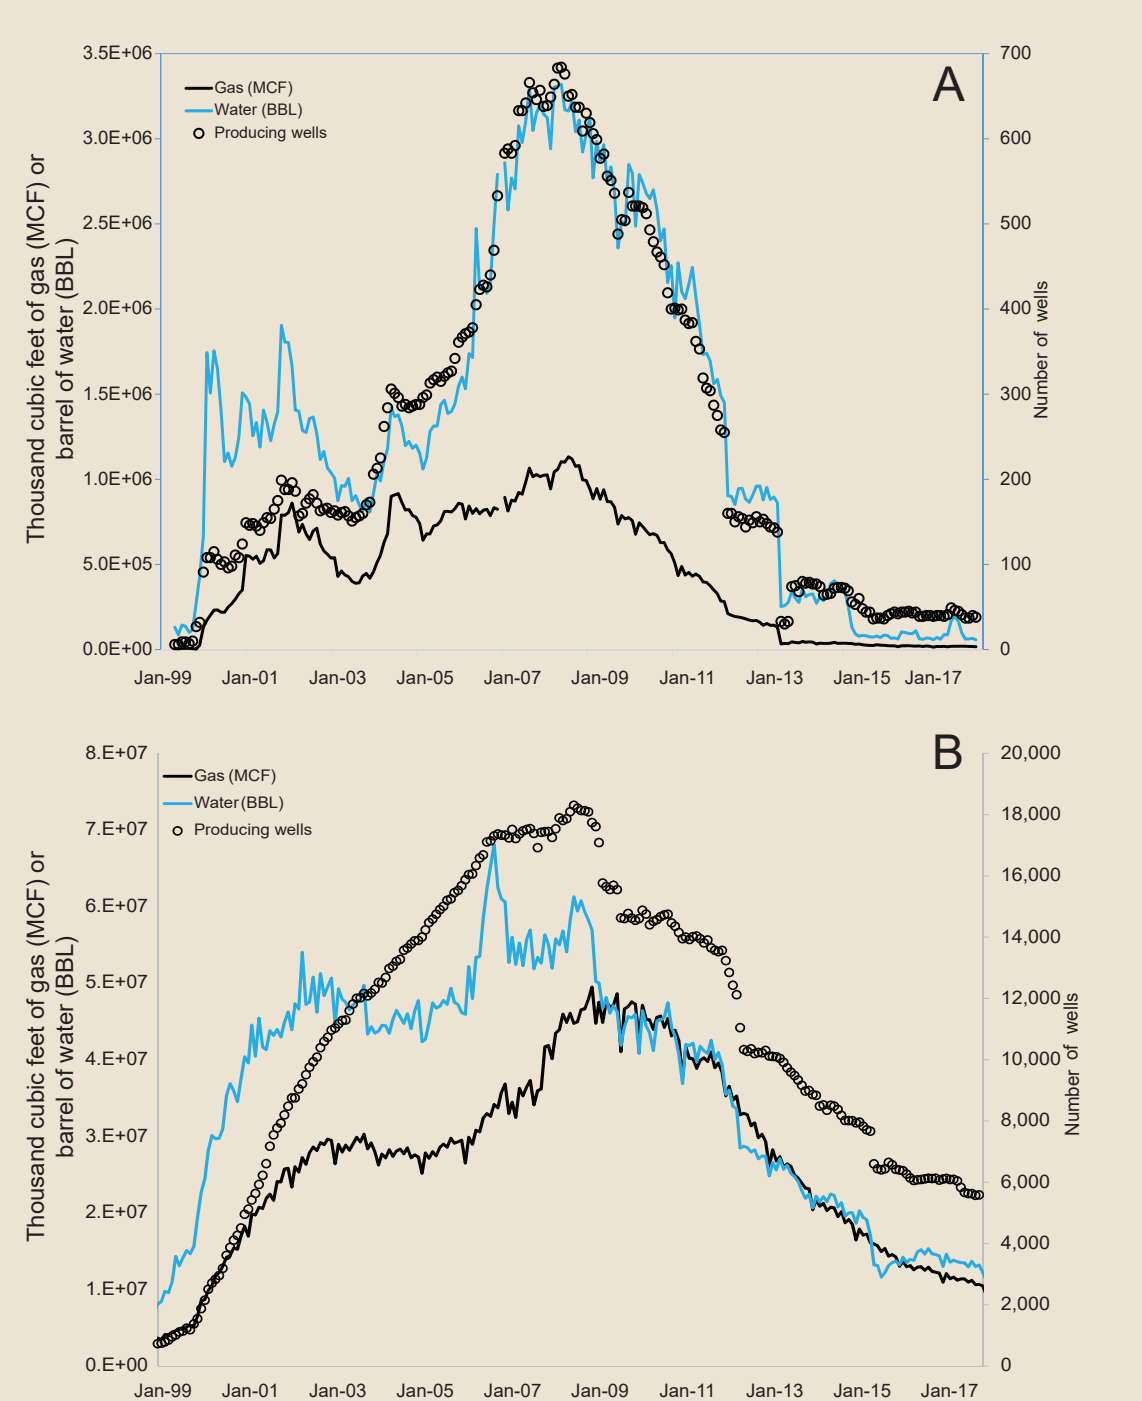 A
3.5E+06
3.0E+06
2.5E+06
2.0E+06
1.5E+06
1.0E+06
5.0E+05
0.0E+00
Thousand cubic feet of gas (MCF) or
barrel of water (BBL)
Gas (MCF)
Water (BBL)
Producing wells
700
600
500
400
300
200
100
0
Number of wells
Jan-99 Jan-01 Jan-03 Jan-05 Jan-07 Jan-09 Jan-11 Jan-13 Jan-15 Jan-17
B
8.E+07
7.E+07
6.E+07
5.E+07
4.E+07
3.E+07
2.E+07
1.E+07
0.E+00
Thousand cubic feet of gas (MCF) or
barrel of water (BBL)
Gas (MCF)
Water (BBL)
Producing wells
20,000
18,000
16,000
14,000
12,000
10,000
8,000
6,000
4,000
2,000
0
Number of wells
Jan-99 Jan-01 Jan-03 Jan-05 Jan-07 Jan-09 Jan-11 Jan-13 Jan-15 Jan-17